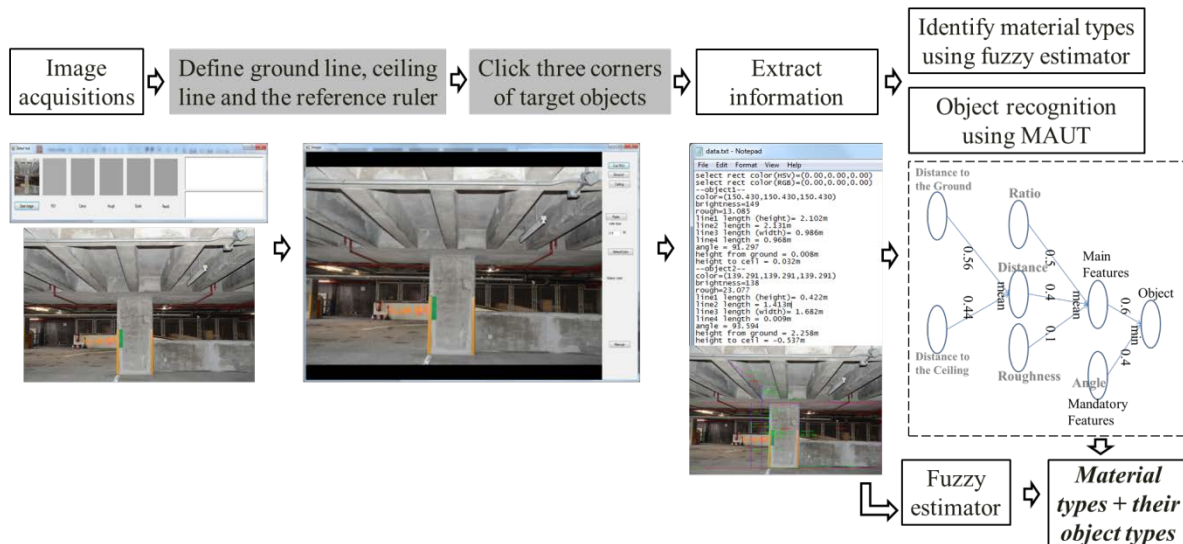 Image
acquisitions
Define ground line, ceiling
line and the reference ruler
Click three corners
of target objects
Extract
information
Identify material types
using fuzzy estimator
Object recognition
using MAUT
data.txt - Notepad
File Edit Format View Help
select rect color(HSV)=(0.00,0.00,0.00)
select rect color(RGB)=(0.00,0.00,0.00)
--object1--
color=(150.430,150.430,150.430)
brightness=149
rough=13.085
line1 length (height)= 2.102m
line2 length = 2.131m
line3 length (width)= 0.986m
line4 length = 0.968m
angle = 91.297
height from ground = 0.008m
height to ceil = 0.032m
--object2--
color=(139.291,139.291,139.291)
brightness=138
rough=23.077
line1 length (height)= 0.422m
line2 length = 1.413m
line3 length (width)= 1.682m
line4 length = 0.009m
angle = 93.594
height from ground = 2.258m
height to ceil = -0.537m
Distance to
the Ground
Ratio
0.56
0.5
Main
Features
Distance
mean
0.4
mean
Object
0.6
0.44
0.1
mun
0.4
Distance to
the Ceiling
Roughness
Angle
Mandatory
Features
Fuzzy
estimator
Material
types + their
object types